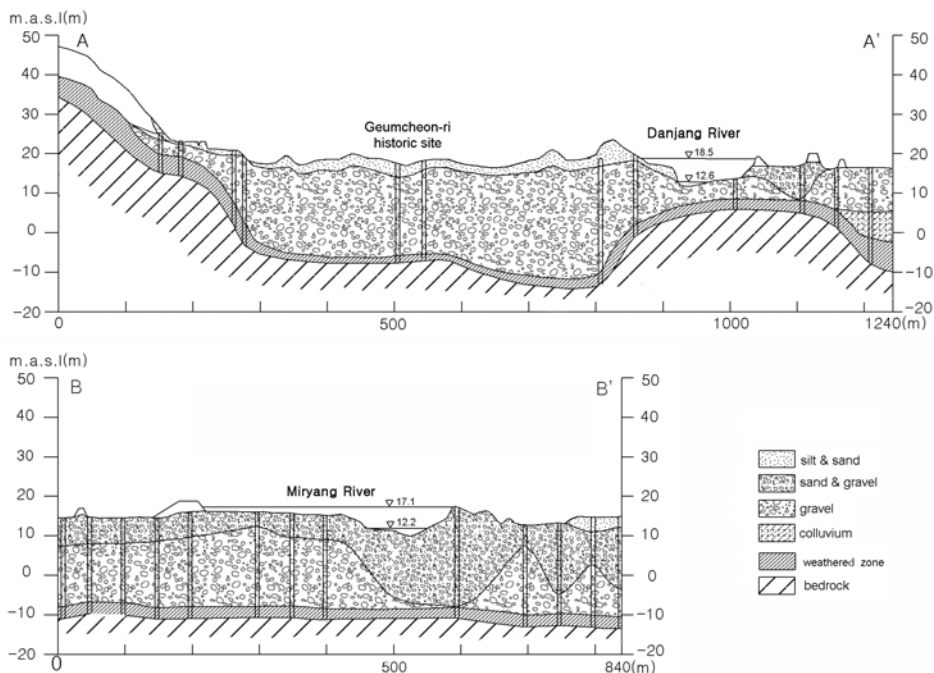 m.a.s.l(m)
A
A'
50
50
40
40
30
30
20
20
10
10
0
0
-10
-10
-20
-20
Geumcheon-ri
historic site
Danjang River
18.5
12.6
0
500
1000
1240(m)
m.a.s.l(m)
B
B'
50
50
40
40
30
30
20
20
10
10
0
0
-10
-10
-20
-20
Miryang River
17.1
12.2
0
500
840(m)
silt & sand
sand & gravel
gravel
colluvium
weathered zone
bedrock